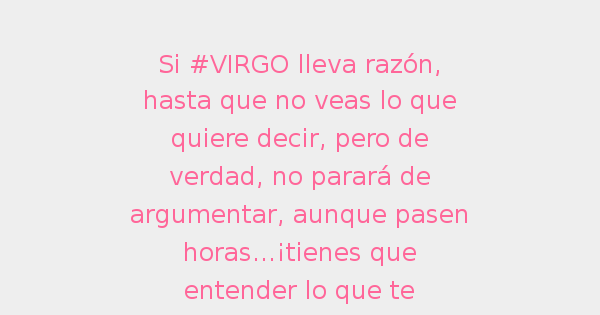 Si #VIRGO lleva razón,
hasta que no veas lo que
quiere decir, pero de
verdad, no parará de
argumentar, aunque pasen
horas...¡tienes que
entender lo que te